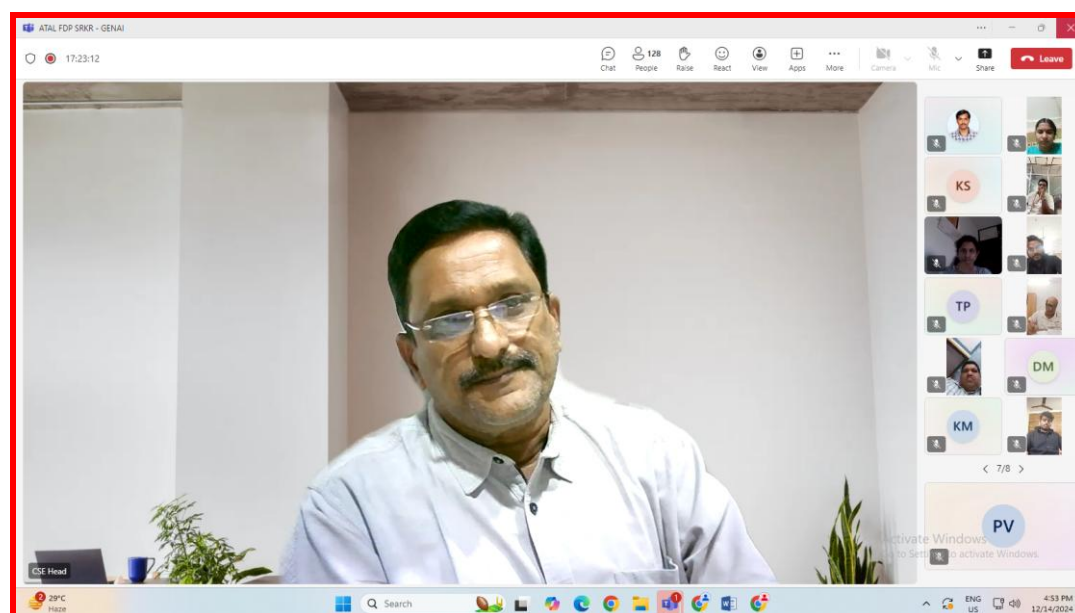 ATAL FDP SRKR - GENAI
17:23:12
Chat
128
People
Raise
React
View
Apps
More
Camera
Mic
Share
Leave
KS
TP
DM
KM
7/8
PV
CSE Head
Activate Windows
Go to Settings to activate Windows.
2
29°C
Haze
Search
1
ENG
US
4:53 PM
12/14/2024